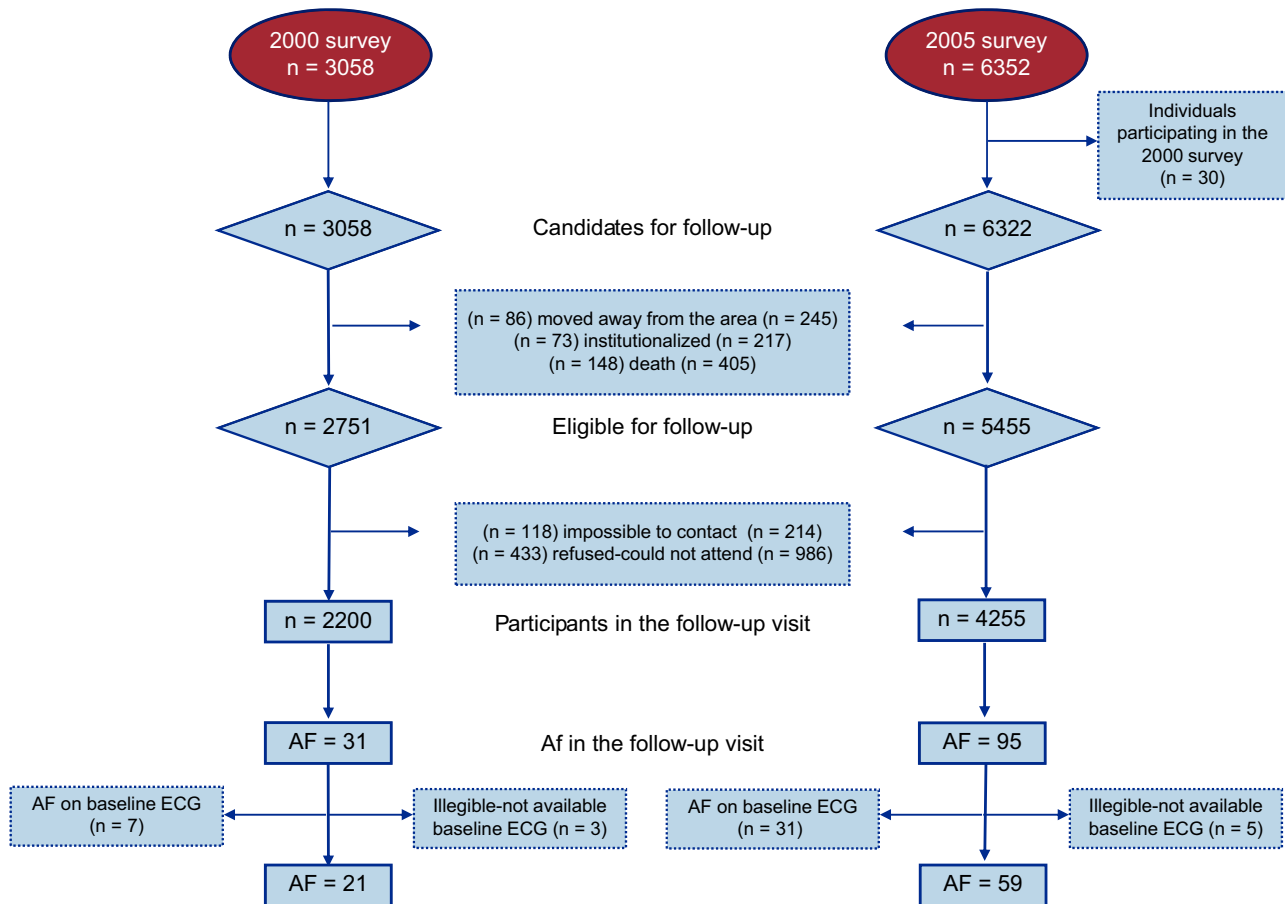 2000 survey
n = 3058
2005 survey
n = 6352
Individuals
participating in the
2000 survey
(n = 30)
n = 3058
Candidates for follow-up
n = 6322
(n = 86) moved away from the area (n = 245)
(n = 73) institutionalized (n = 217)
(n = 148) death (n = 405)
n = 2751
Eligible for follow-up
n = 5455
(n = 118) impossible to contact (n = 214)
(n = 433) refused-could not attend (n = 986)
n = 2200
Participants in the follow-up visit
n = 4255
AF = 31
Af in the follow-up visit
AF = 95
AF on baseline ECG
(n = 7)
Illegible-not available
baseline ECG (n = 3)
AF on baseline ECG
(n = 31)
Illegible-not available
baseline ECG (n = 5)
AF = 21
AF = 59